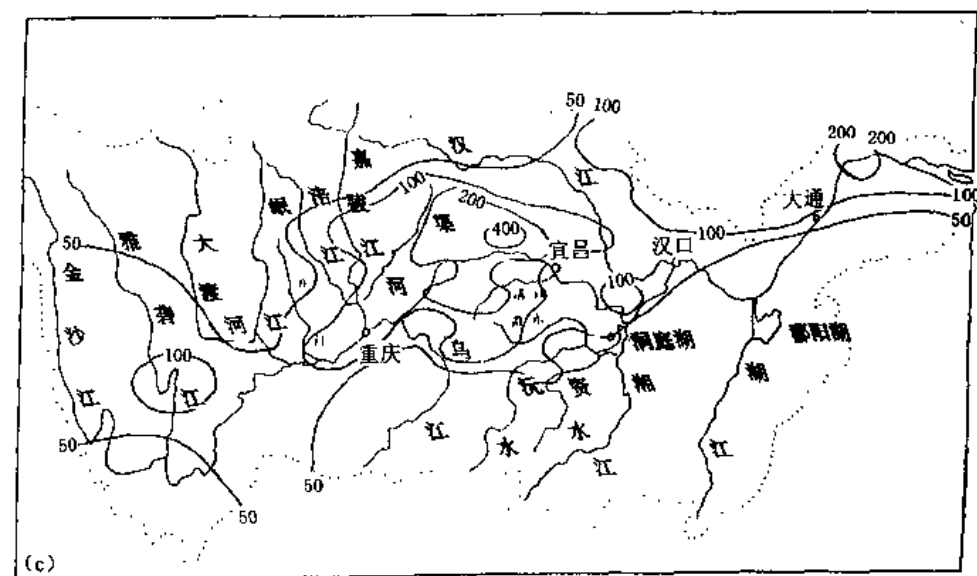 50 100
200 200
嘉 汉
江
岷 涪 陵 100
大通
100
雅 大 渠 200
50
50 金 400 宜昌 汉口 100
江 江
渡 河 100
砻 沙 河 江
重庆 乌 洞庭湖 鄱阳湖
100 沅 资 湘 湖
江 江
江 水 水 江 江
50
50
50
(c)